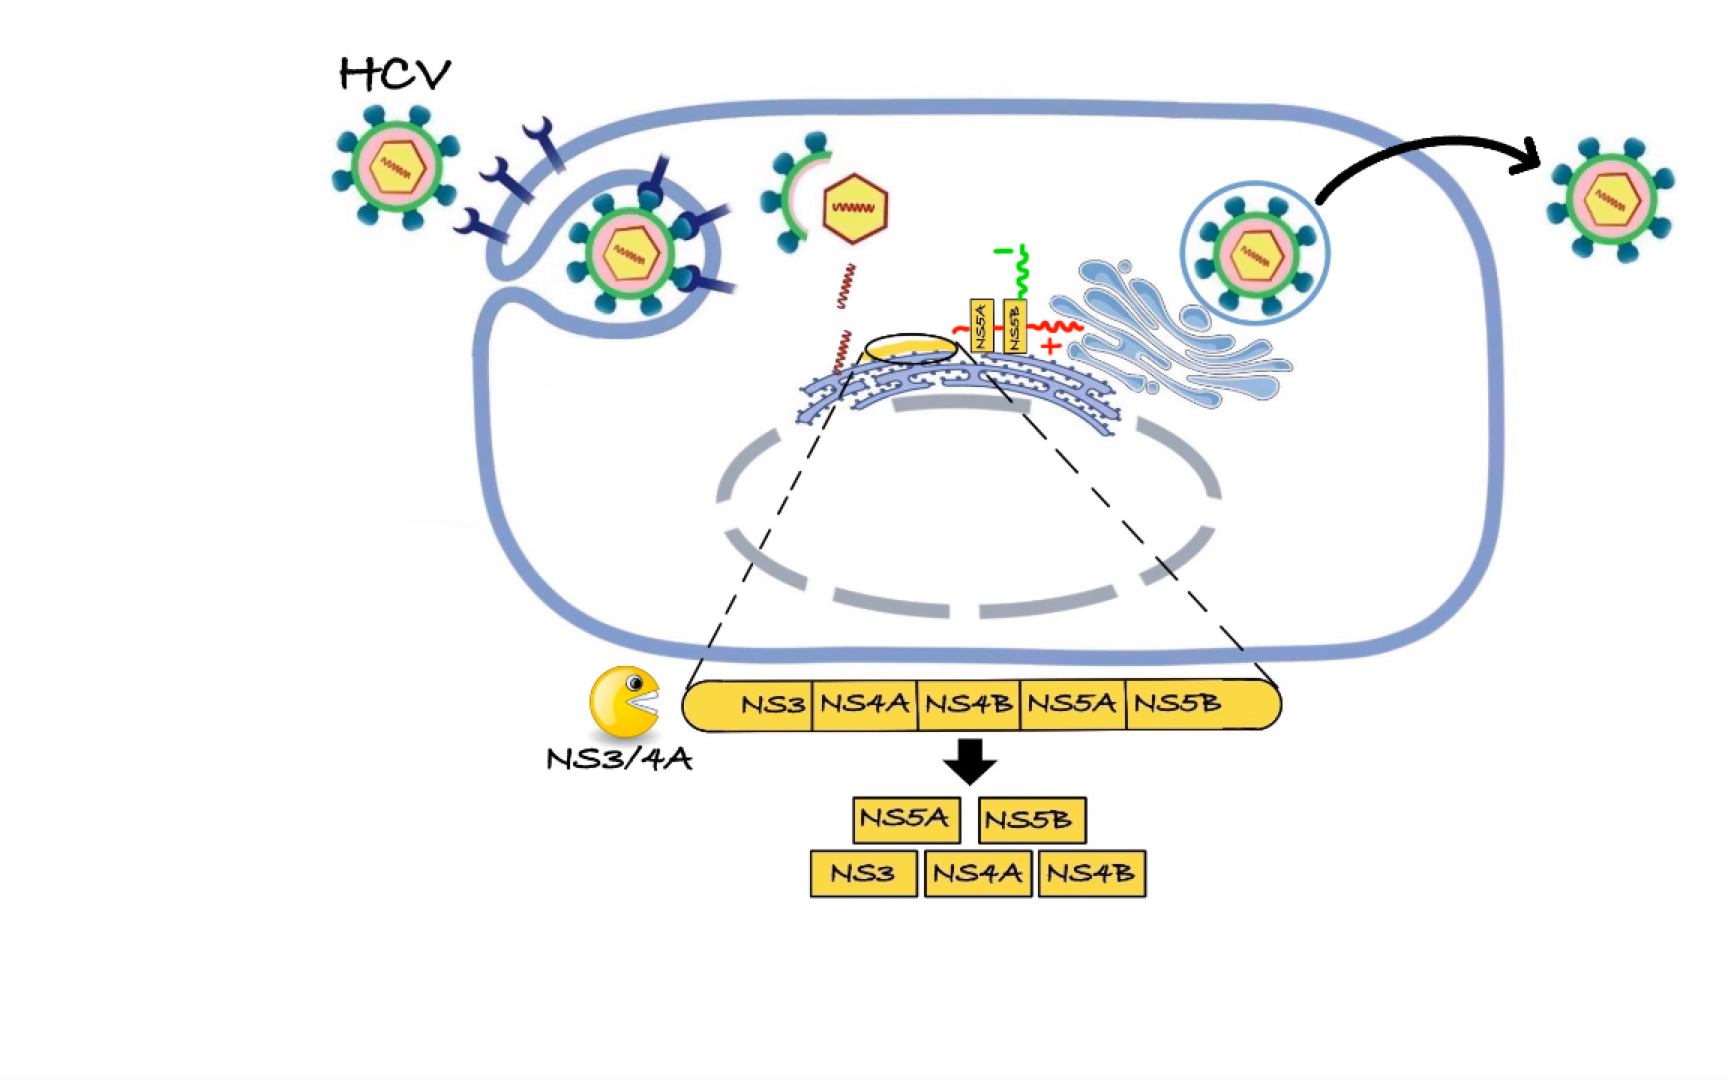 HCV
−
NS5A
NS5B
+
NS3 NS4A NS4B NS5A NS5B
NS3/4A
NS5A NS5B
NS3 NS4A NS4B